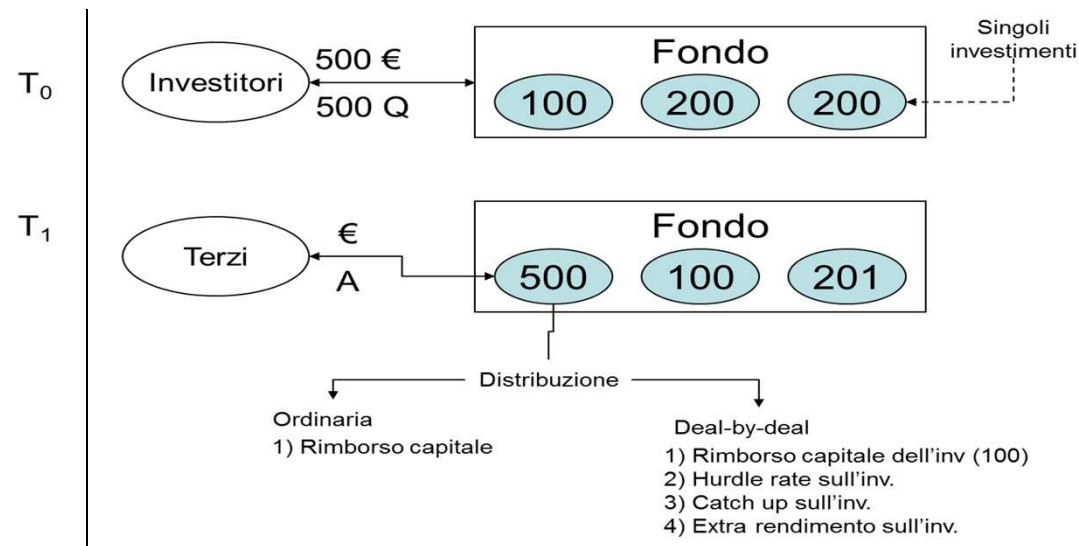 Singoli
investimenti
T0
Investitori
500 €
500 Q
Fondo
100 200 200
T1
Terzi
€
A
Fondo
500 100 201
Distribuzione
Ordinaria
1) Rimborso capitale
Deal-by-deal
1) Rimborso capitale dell'inv (100)
2) Hurdle rate sull'inv.
3) Catch up sull'inv.
4) Extra rendimento sull'inv.